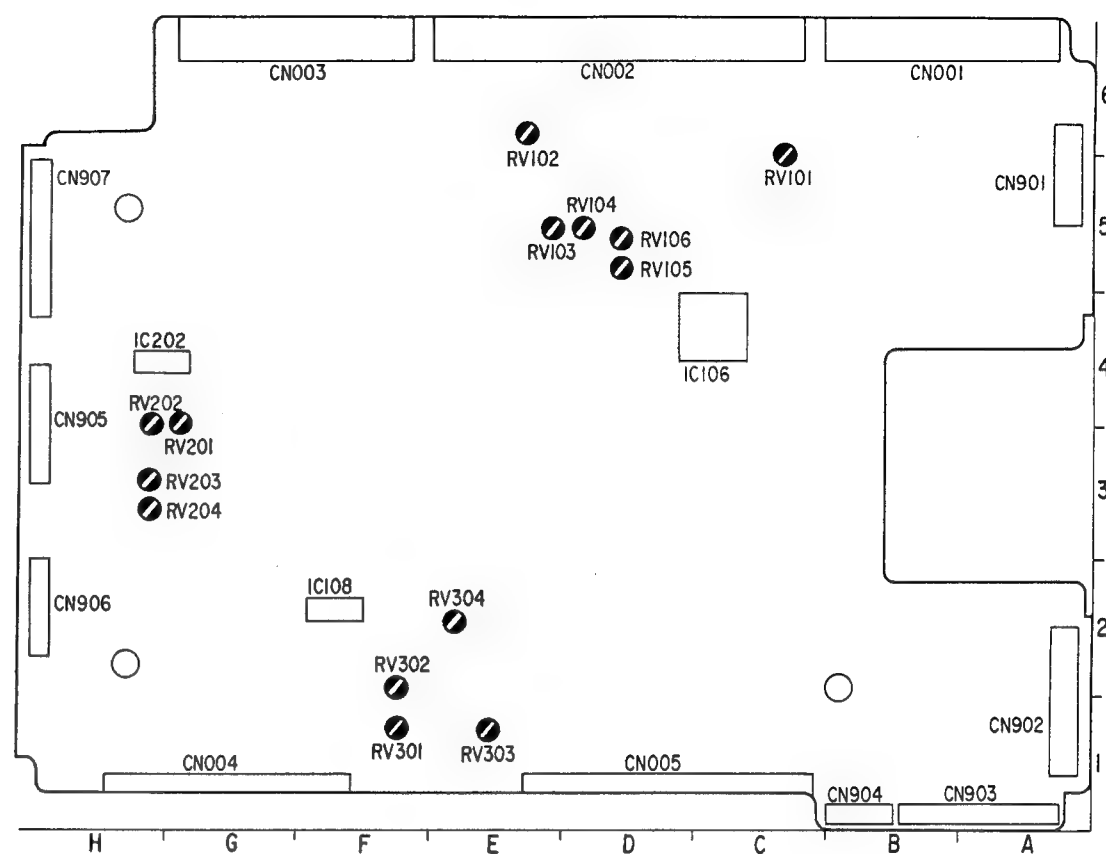 CN003
CN002
CN001
6
RV102
RV101
CN907
CN901
RV104
5
RV103
RV106
RV105
IC202
IC106
4
RV202
CN905
RV201
RV203
3
RV204
IC108
RV304
CN906
2
RV302
CN902
RV301
RV303
CN004
CN005
1
CN904
CN903
H G F E D C B A